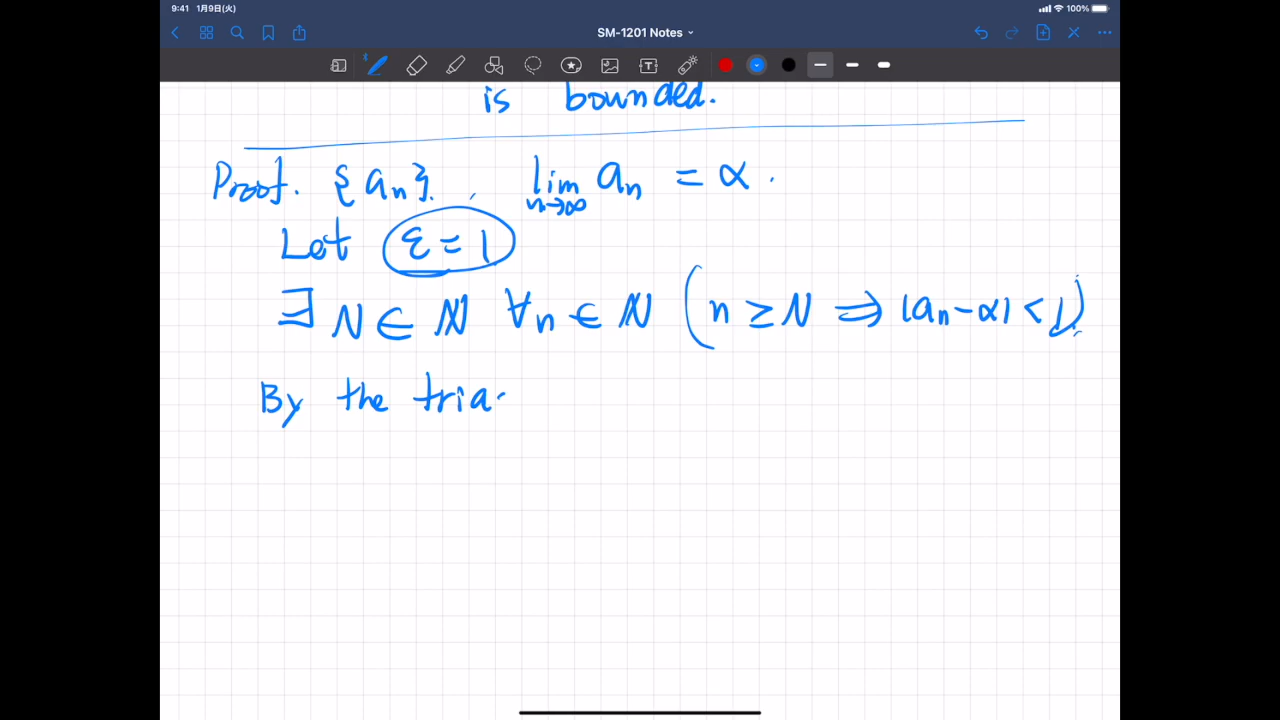 9:41 1月9日(火)
100%
SM-1201 Notes
is bounded.
Proof. {aₙ}. lim aₙ = α.
n→∞
Let ε = 1
∃ N ∈ ℕ ∀n ∈ ℕ (n ≥ N ⇒ |aₙ - α| < 1)
By the tria